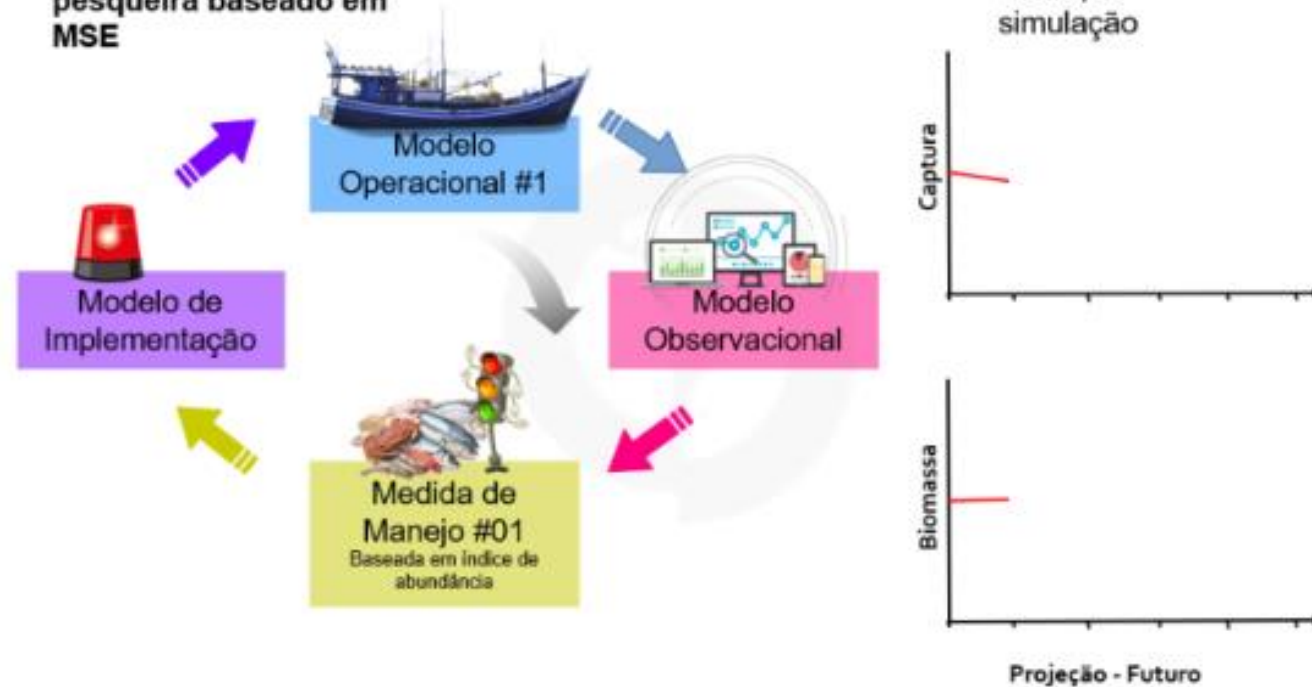 pesqueira baseado em
MSE
simulação
Modelo
Operacional #1
Modelo de
Implementação
Modelo
Observacional
Medida de
Manejo #01
Baseada em índice de
abundância
Captura
Biomassa
Projeção - Futuro